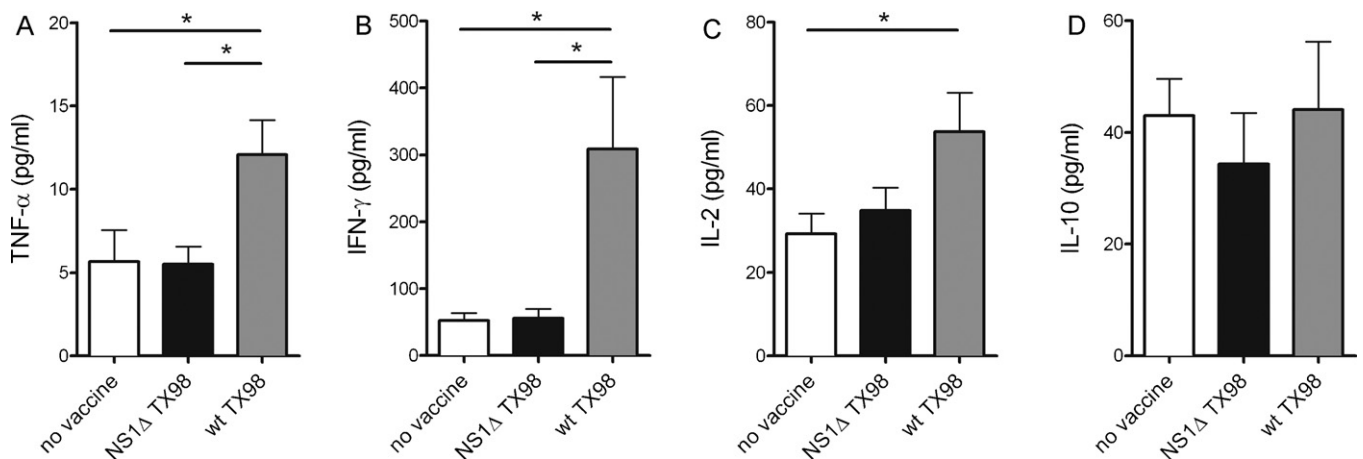 A
TNF-α (pg/ml)
20
15
10
5
0
*
*
no vaccine
NS1Δ TX98
wt TX98
B
IFN-γ (pg/ml)
500
400
300
200
100
0
*
*
no vaccine
NS1Δ TX98
wt TX98
C
IL-2 (pg/ml)
80
60
40
20
0
*
no vaccine
NS1Δ TX98
wt TX98
D
IL-10 (pg/ml)
60
40
20
0
no vaccine
NS1Δ TX98
wt TX98